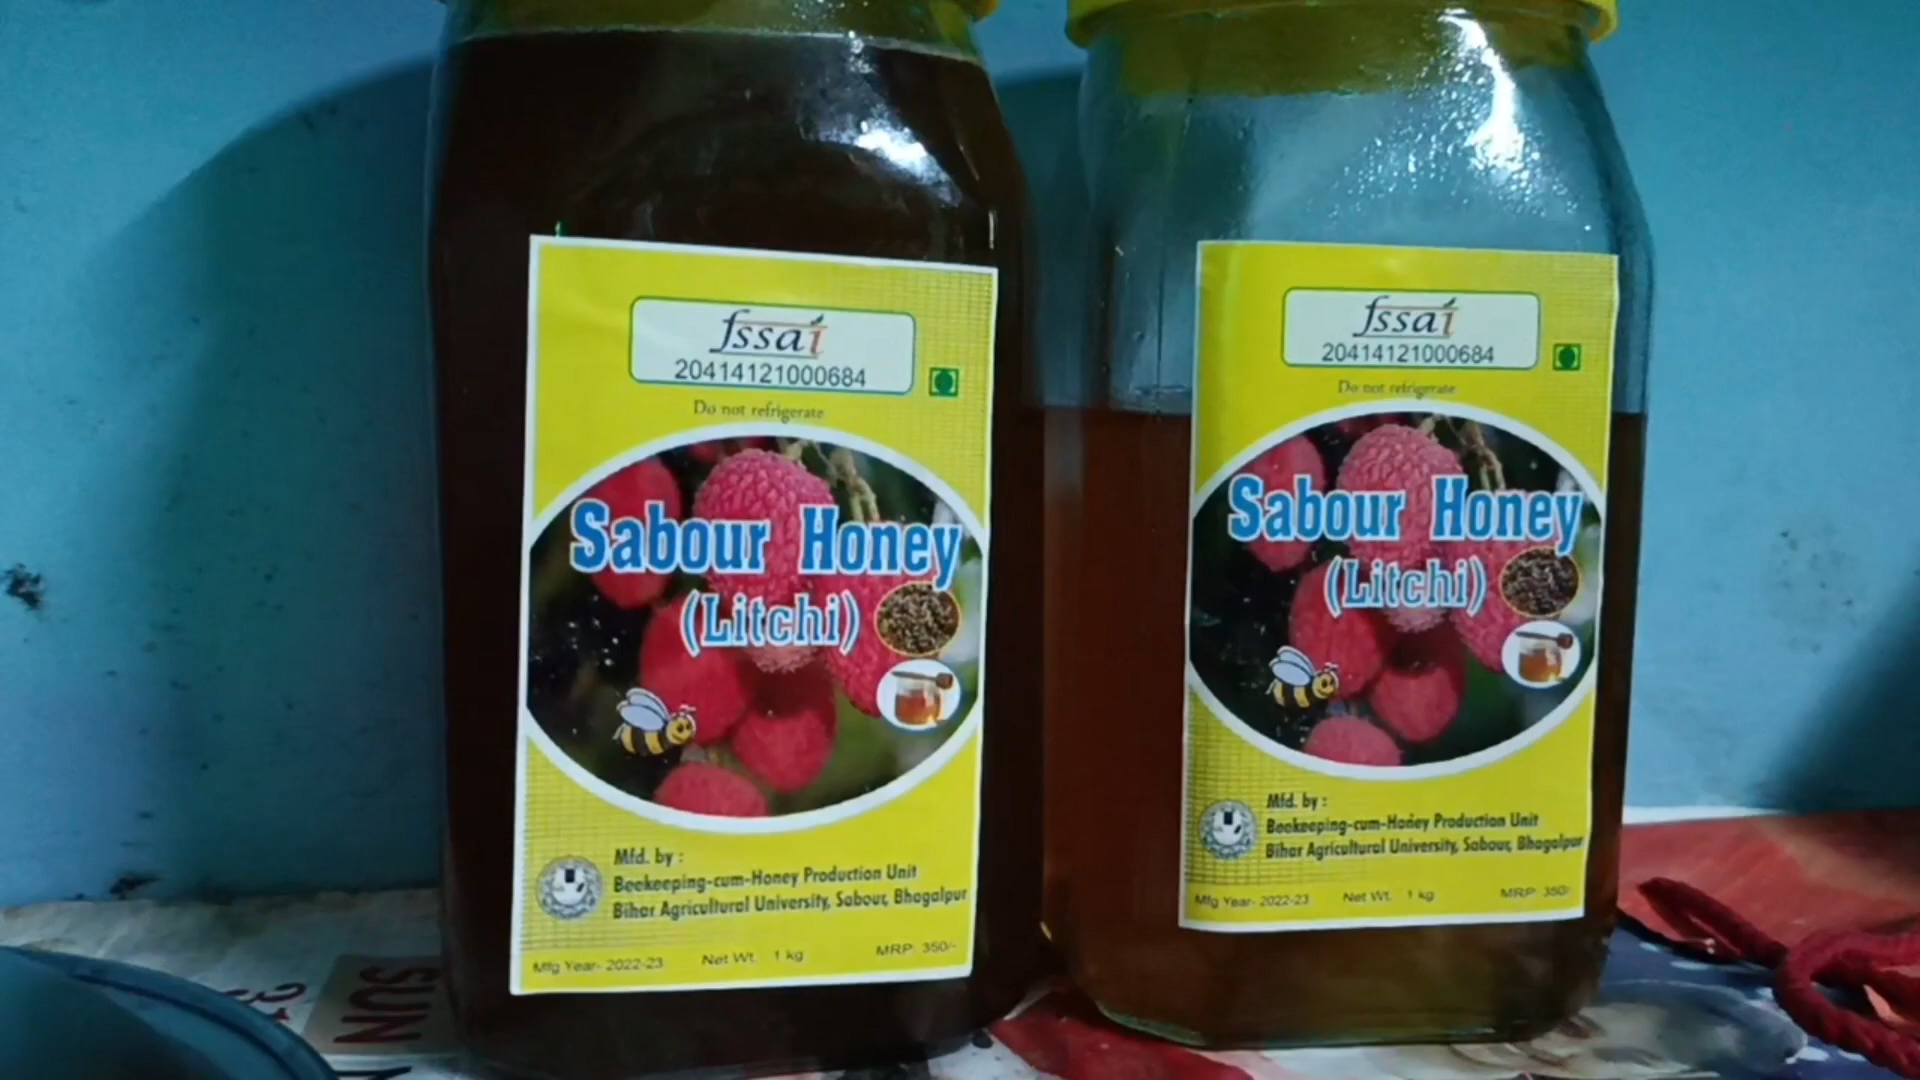 fssai
20414121000684
Do not refrigerate
Sabour Honey
(Litchi)
Mfd. by :
Beekeeping-cum-Honey Production Unit
Bihar Agricultural University, Sabour, Bhagalpur
Mfg Year- 2022-23 Net Wt. 1 kg MRP: 350/-
fssai
20414121000684
Do not refrigerate
Sabour Honey
(Litchi)
Mfd. by :
Beekeeping-cum-Honey Production Unit
Bihar Agricultural University, Sabour, Bhagalpur
Mfg Year- 2022-23 Net Wt. 1 kg MRP: 350/-
SUN